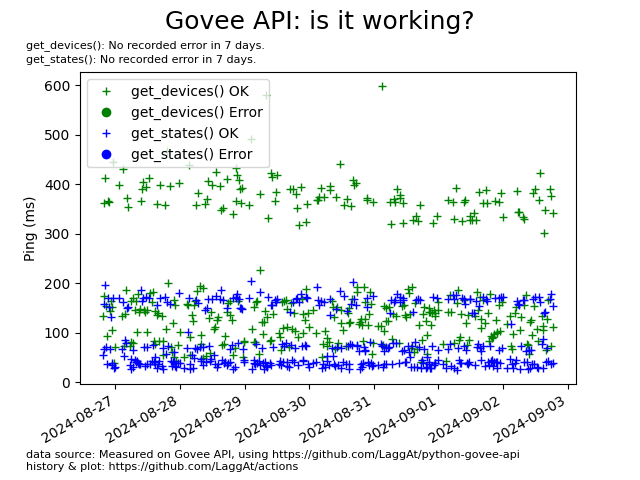 Govee API: is it working?
get_devices(): No recorded error in 7 days.
get_states(): No recorded error in 7 days.
get_devices() OK
get_devices() Error
get_states() OK
get_states() Error
Ping (ms)
600
500
400
300
200
100
0
2024-08-27
2024-08-28
2024-08-29
2024-08-30
2024-08-31
2024-09-01
2024-09-02
2024-09-03
data source: Measured on Govee API, using https://github.com/LaggAt/python-govee-api
history & plot: https://github.com/LaggAt/actions